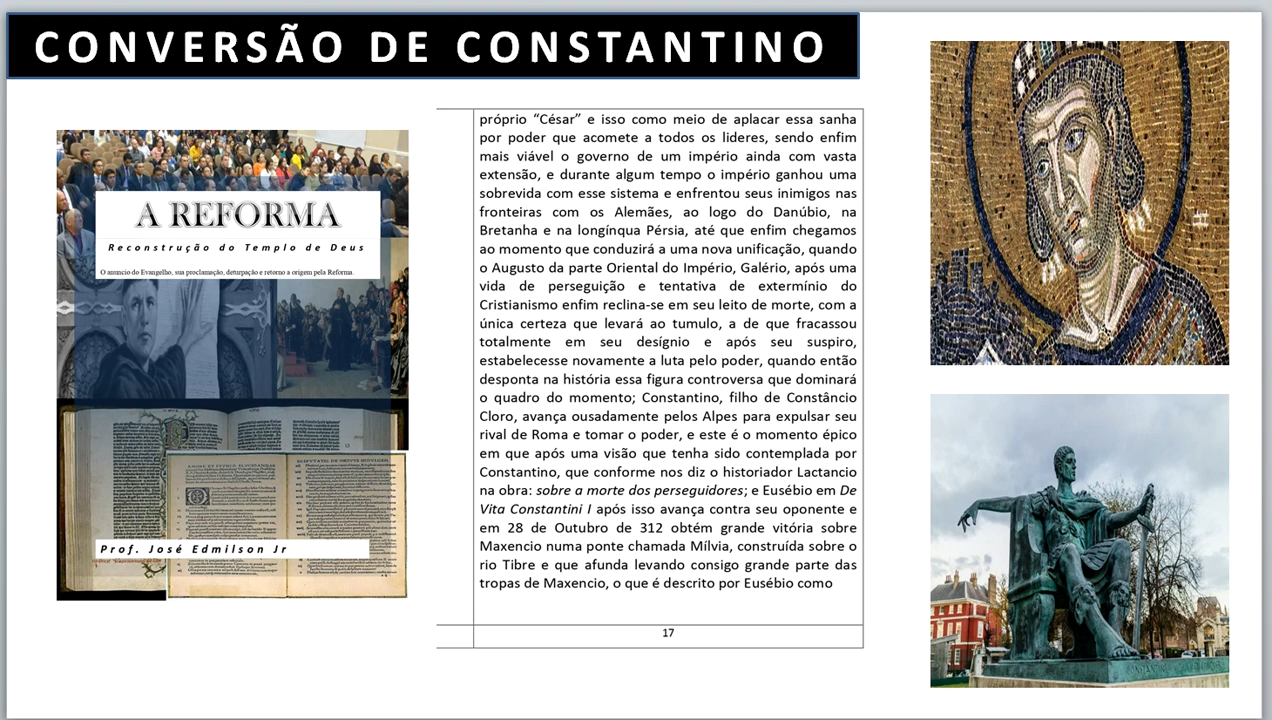 CONVERSÃO DE CONSTANTINO
A REFORMA
Reconstrução do Templo de Deus
O anuncio do Evangelho, sua proclamação, deturpação e retorno a origem pela Reforma.
Prof. José Edmilson Jr
próprio “César” e isso como meio de aplacar essa sanha
por poder que acomete a todos os lideres, sendo enfim
mais viável o governo de um império ainda com vasta
extensão, e durante algum tempo o império ganhou uma
sobrevida com esse sistema e enfrentou seus inimigos nas
fronteiras com os Alemães, ao logo do Danúbio, na
Bretanha e na longínqua Pérsia, até que enfim chegamos
ao momento que conduzirá a uma nova unificação, quando
o Augusto da parte Oriental do Império, Galério, após uma
vida de perseguição e tentativa de extermínio do
Cristianismo enfim reclina-se em seu leito de morte, com a
única certeza que levará ao tumulo, a de que fracassou
totalmente em seu desígnio e após seu suspiro,
estabelecesse novamente a luta pelo poder, quando então
desponta na história essa figura controversa que dominará
o quadro do momento; Constantino, filho de Constâncio
Cloro, avança ousadamente pelos Alpes para expulsar seu
rival de Roma e tomar o poder, e este é o momento épico
em que após uma visão que tenha sido contemplada por
Constantino, que conforme nos diz o historiador Lactancio
na obra: sobre a morte dos perseguidores; e Eusébio em De
Vita Constantini I após isso avança contra seu oponente e
em 28 de Outubro de 312 obtém grande vitória sobre
Maxencio numa ponte chamada Mílvia, construída sobre o
rio Tibre e que afunda levando consigo grande parte das
tropas de Maxencio, o que é descrito por Eusébio como
17